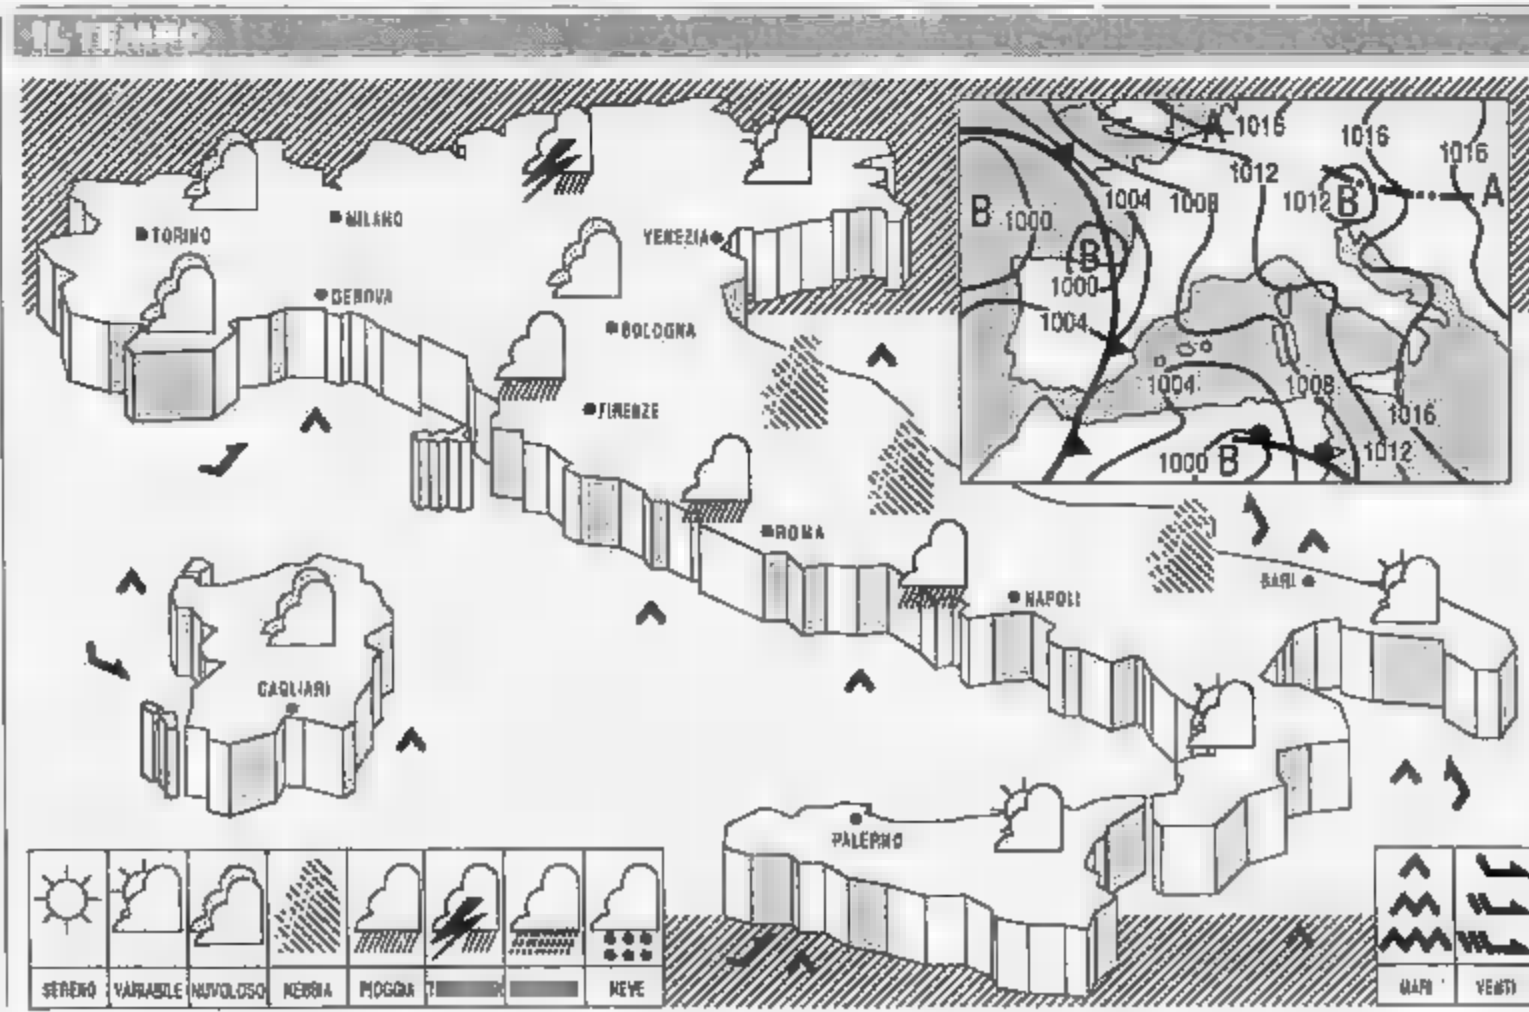 IL TEMPO
A 1016
1016
1016
1012
1004
1008
1012
B
A
B 1000
B
1000
1004
1004
1008
1016
1012
1000 B
TORINO
MILANO
VENEZIA
GENOVA
BOLOGNA
FIRENZE
ROMA
NAPOLI
BARI
CAGLIARI
PALERMO
SERENO VARIABILE NUVOLOSO NEBBIA PIOGGIA NEVE
MARI VENTI